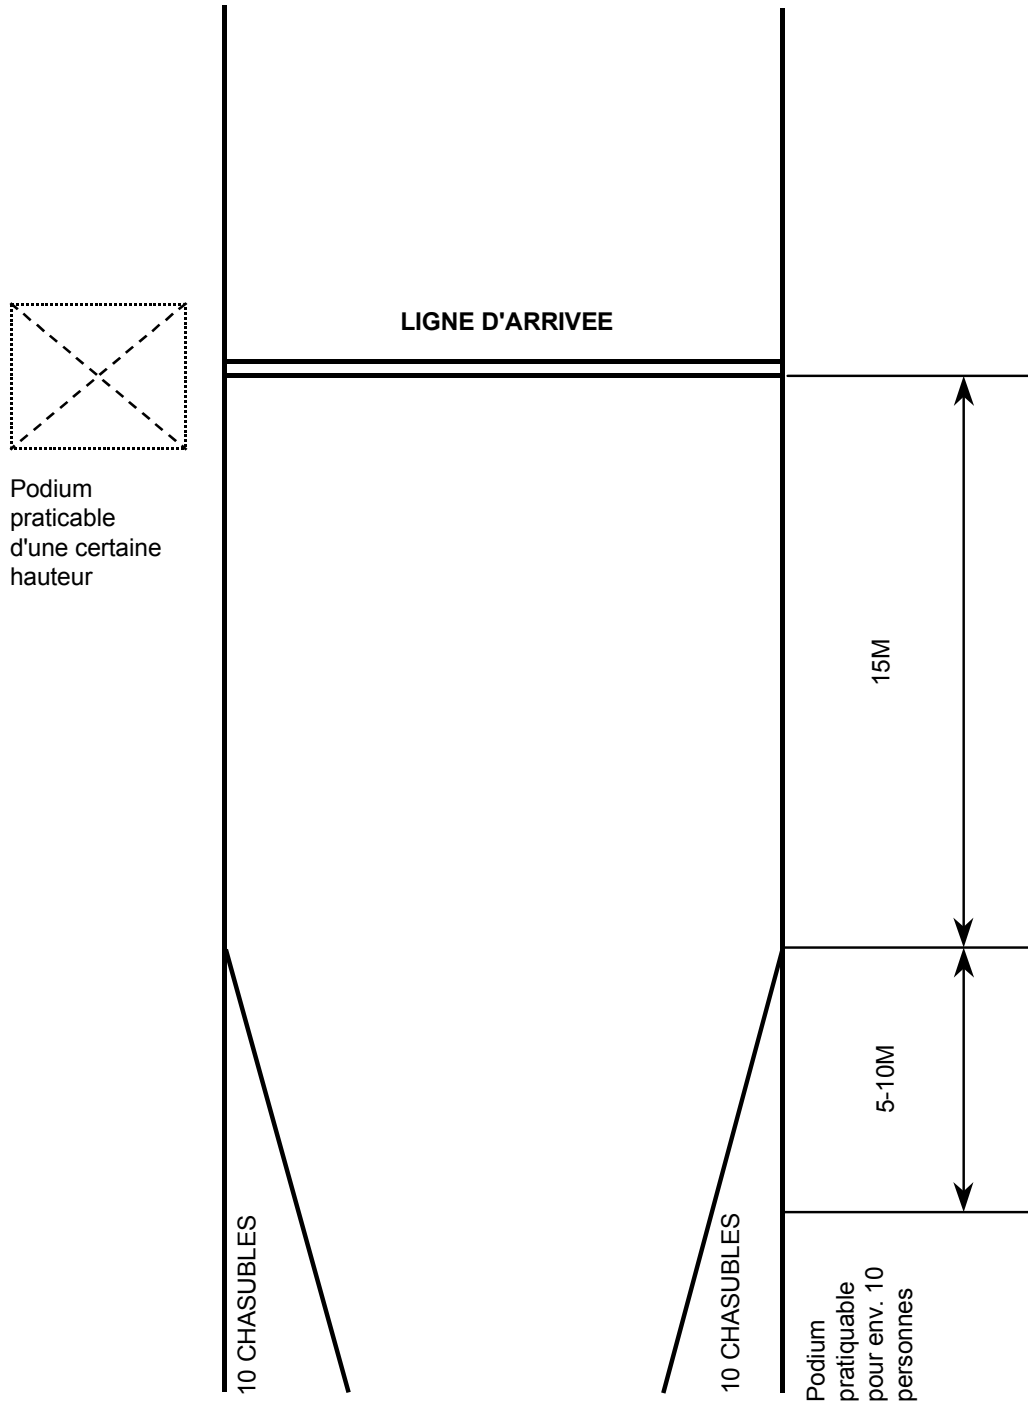 LIGNE D'ARRIVEE
Podium
praticable
d'une certaine
hauteur
15M
5-10M
10 CHASUBLES
10 CHASUBLES
Podium
pratiquable
pour env. 10
personnes